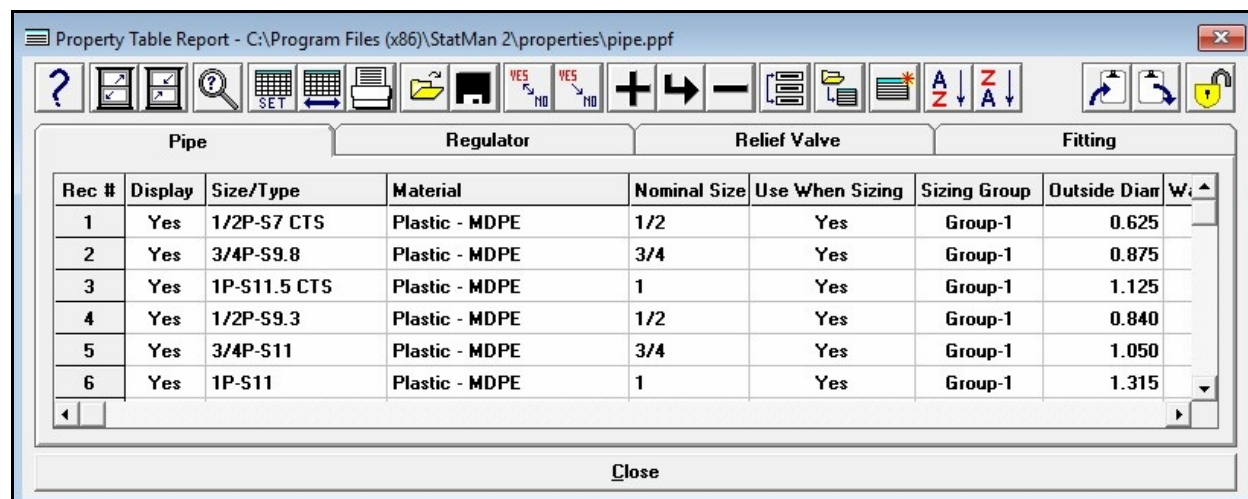 Property Table Report - C:\Program Files (x86)\StatMan 2\properties\pipe.ppf
? SET YES NO YES NO A Z Z A
Pipe Regulator Relief Valve Fitting
Rec # Display Size/Type Material Nominal Size Use When Sizing Sizing Group Outside Diam Wa
1 Yes 1/2P-S7 CTS Plastic - MDPE 1/2 Yes Group-1 0.625
2 Yes 3/4P-S9.8 Plastic - MDPE 3/4 Yes Group-1 0.875
3 Yes 1P-S11.5 CTS Plastic - MDPE 1 Yes Group-1 1.125
4 Yes 1/2P-S9.3 Plastic - MDPE 1/2 Yes Group-1 0.840
5 Yes 3/4P-S11 Plastic - MDPE 3/4 Yes Group-1 1.050
6 Yes 1P-S11 Plastic - MDPE 1 Yes Group-1 1.315
Close